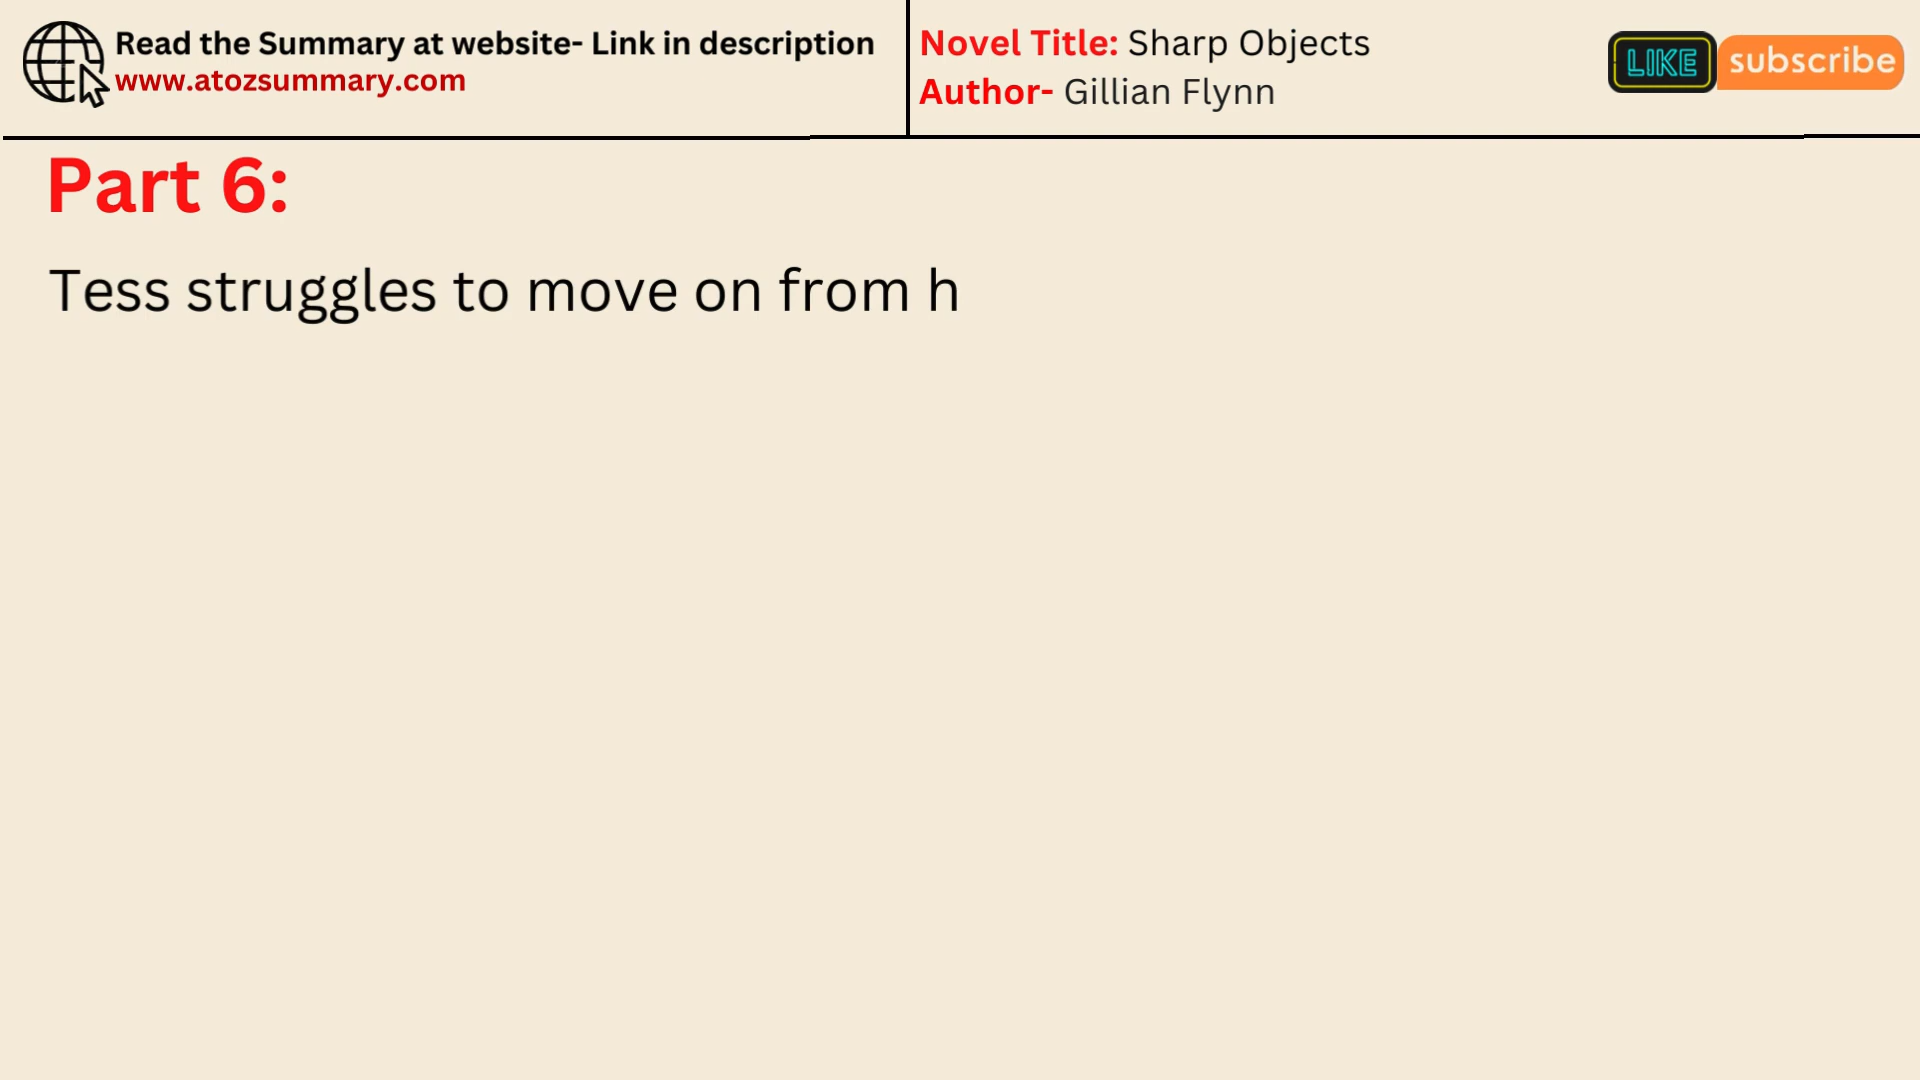 Read the Summary at website- Link in description
www.atozsummary.com
Novel Title: Sharp Objects
Author- Gillian Flynn
LIKE
subscribe
Part 6:
Tess struggles to move on from h